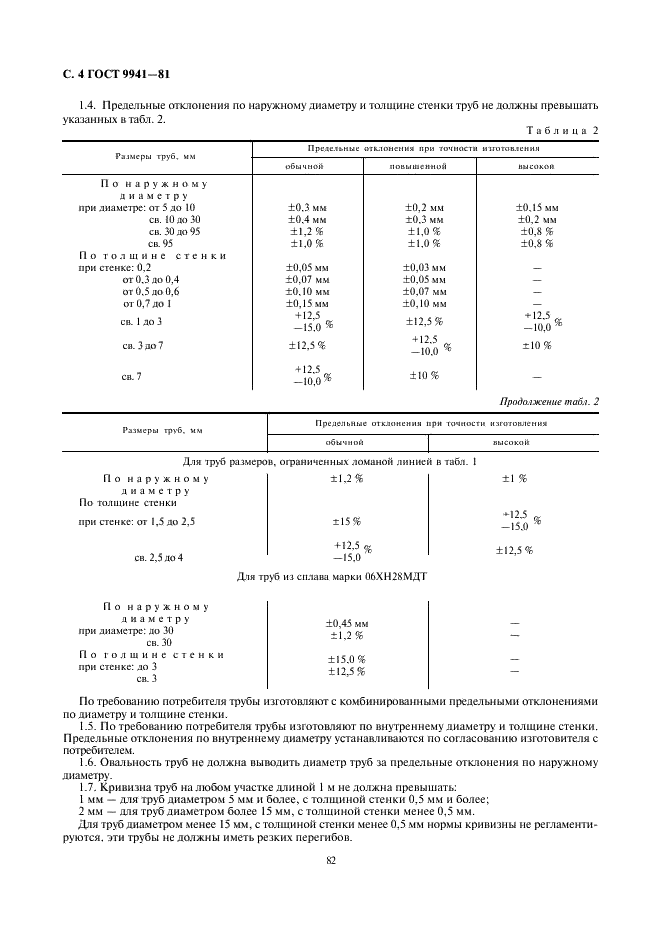 С. 4 ГОСТ 9941—81
1.4. Предельные отклонения по наружному диаметру и толщине стенки труб не должны превышать
указанных в табл. 2.
Таблица 2
Размеры труб, мм
Предельные отклонения при точности изготовления
обычной повышенной высокой
По наружному
диаметру
при диаметре: от 5 до 10 ±0,3 мм ±0,2 мм ±0,15 мм
св. 10 до 30 ±0,4 мм ±0,3 мм ±0,2 мм
св. 30 до 95 ±1,2 % ±1,0 % ±0,8 %
св. 95 ±1,0 % ±1,0 % ±0,8 %
По толщине стенки
при стенке: 0,2 ±0,05 мм ±0,03 мм —
от 0,3 до 0,4 ±0,07 мм ±0,05 мм —
от 0,5 до 0,6 ±0,10 мм ±0,07 мм —
от 0,7 до 1 ±0,15 мм ±0,10 мм —
св. 1 до 3 +12,5 —15,0 % ±12,5 % +12,5 —10,0 %
св. 3 до 7 ±12,5 % +12,5 —10,0 % ±10 %
св. 7 +12,5 —10,0 % ±10 % —
Продолжение табл. 2
Размеры труб, мм
Предельные отклонения при точности изготовления
обычной высокой
Для труб размеров, ограниченных ломаной линией в табл. 1
По наружному ±1,2 % ±1 %
диаметру
По толщине стенки
при стенке: от 1,5 до 2,5 ±15 % +12,5 —15,0 %
св. 2,5 до 4 +12,5 —15,0 % ±12,5 %
Для труб из сплава марки 06ХН28МДТ
По наружному
диаметру ±0,45 мм —
при диаметре: до 30 ±1,2 % —
св. 30
По толщине стенки ±15,0 % —
при стенке: до 3 ±12,5 % —
св. 3
По требованию потребителя трубы изготовляют с комбинированными предельными отклонениями
по диаметру и толщине стенки.
1.5. По требованию потребителя трубы изготовляют по внутреннему диаметру и толщине стенки.
Предельные отклонения по внутреннему диаметру устанавливаются по согласованию изготовителя с
потребителем.
1.6. Овальность труб не должна выводить диаметр труб за предельные отклонения по наружному
диаметру.
1.7. Кривизна труб на любом участке длиной 1 м не должна превышать:
1 мм — для труб диаметром 5 мм и более, с толщиной стенки 0,5 мм и более;
2 мм — для труб диаметром более 15 мм, с толщиной стенки менее 0,5 мм.
Для труб диаметром менее 15 мм, с толщиной стенки менее 0,5 мм нормы кривизны не регламенти-
руются, эти трубы не должны иметь резких перегибов.
82